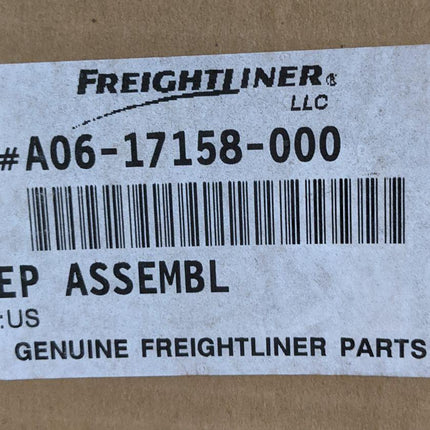 FREIGHTLINER®
LLC
#A06-17158-000
EP ASSEMBL
:US
GENUINE FREIGHTLINER PARTS